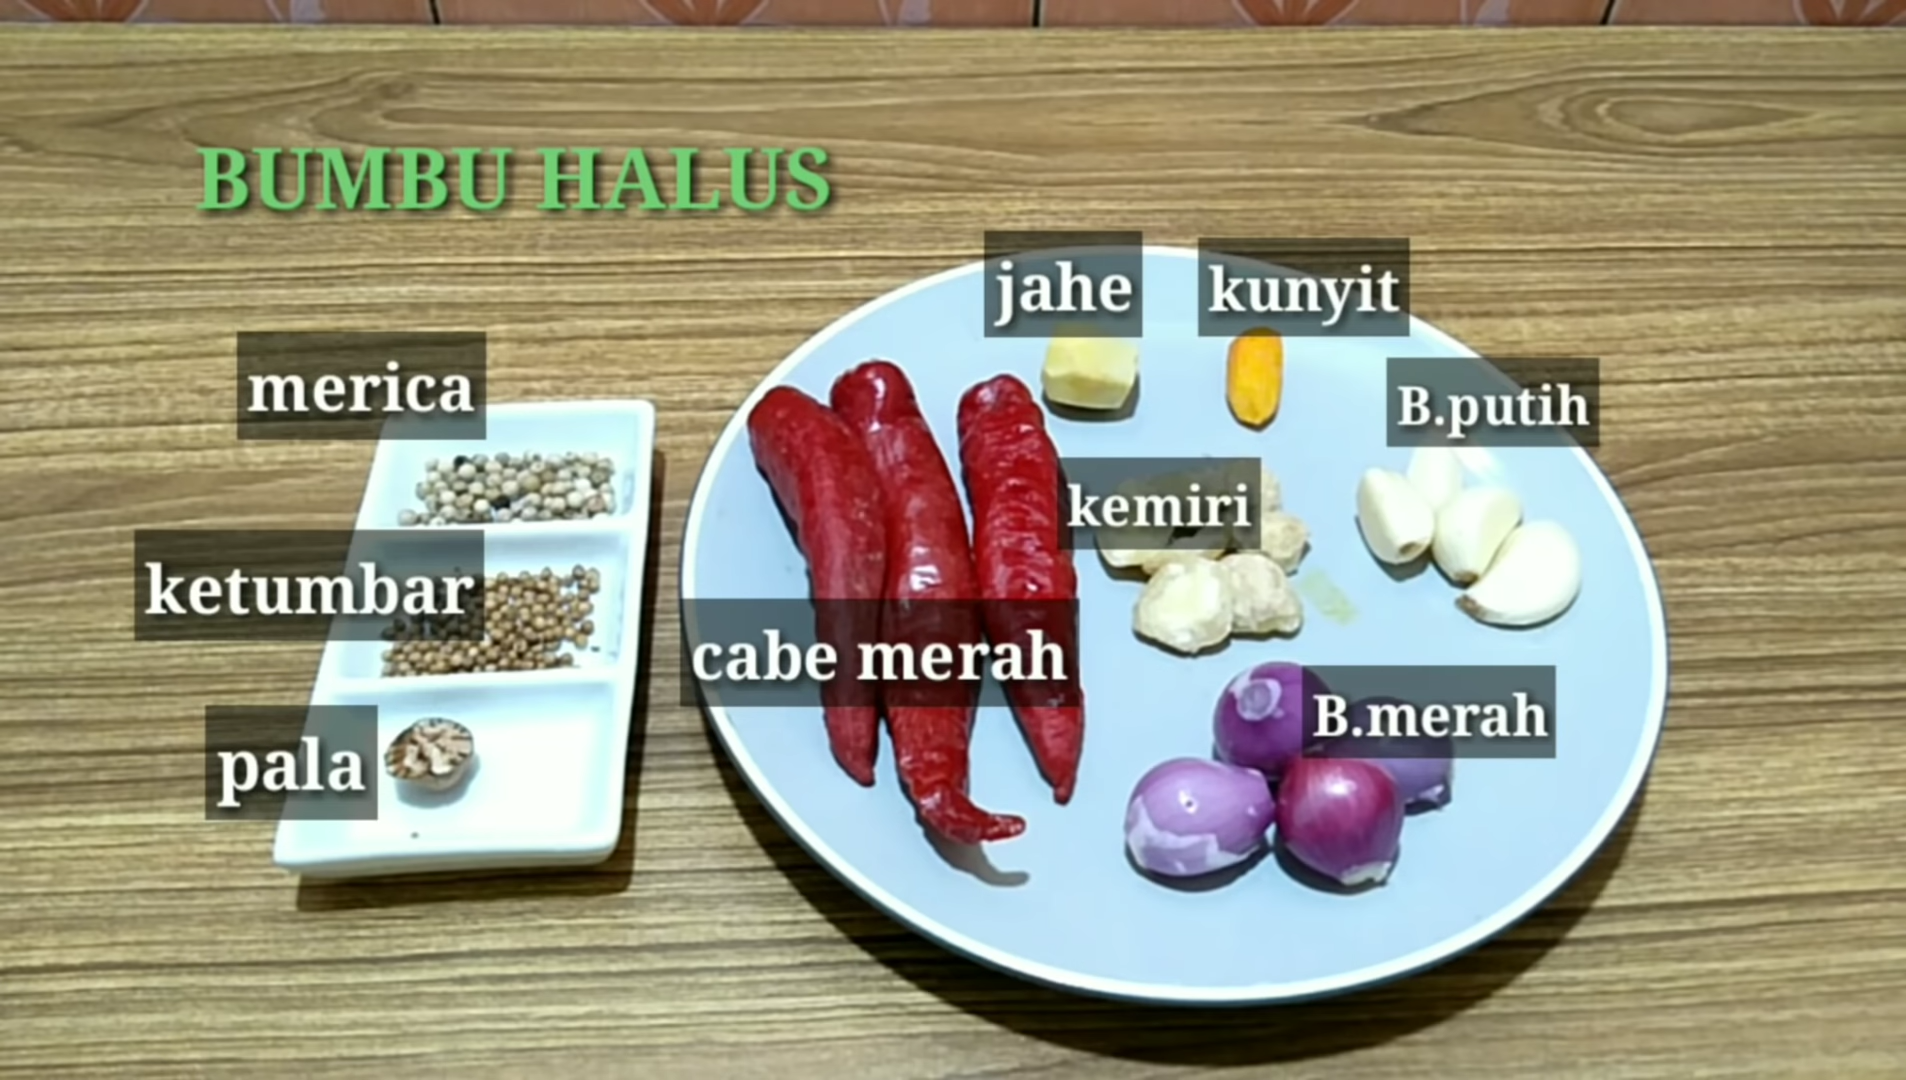 BUMBU HALUS
jahe
kunyit
merica
B.putih
kemiri
ketumbar
cabe merah
B.merah
pala